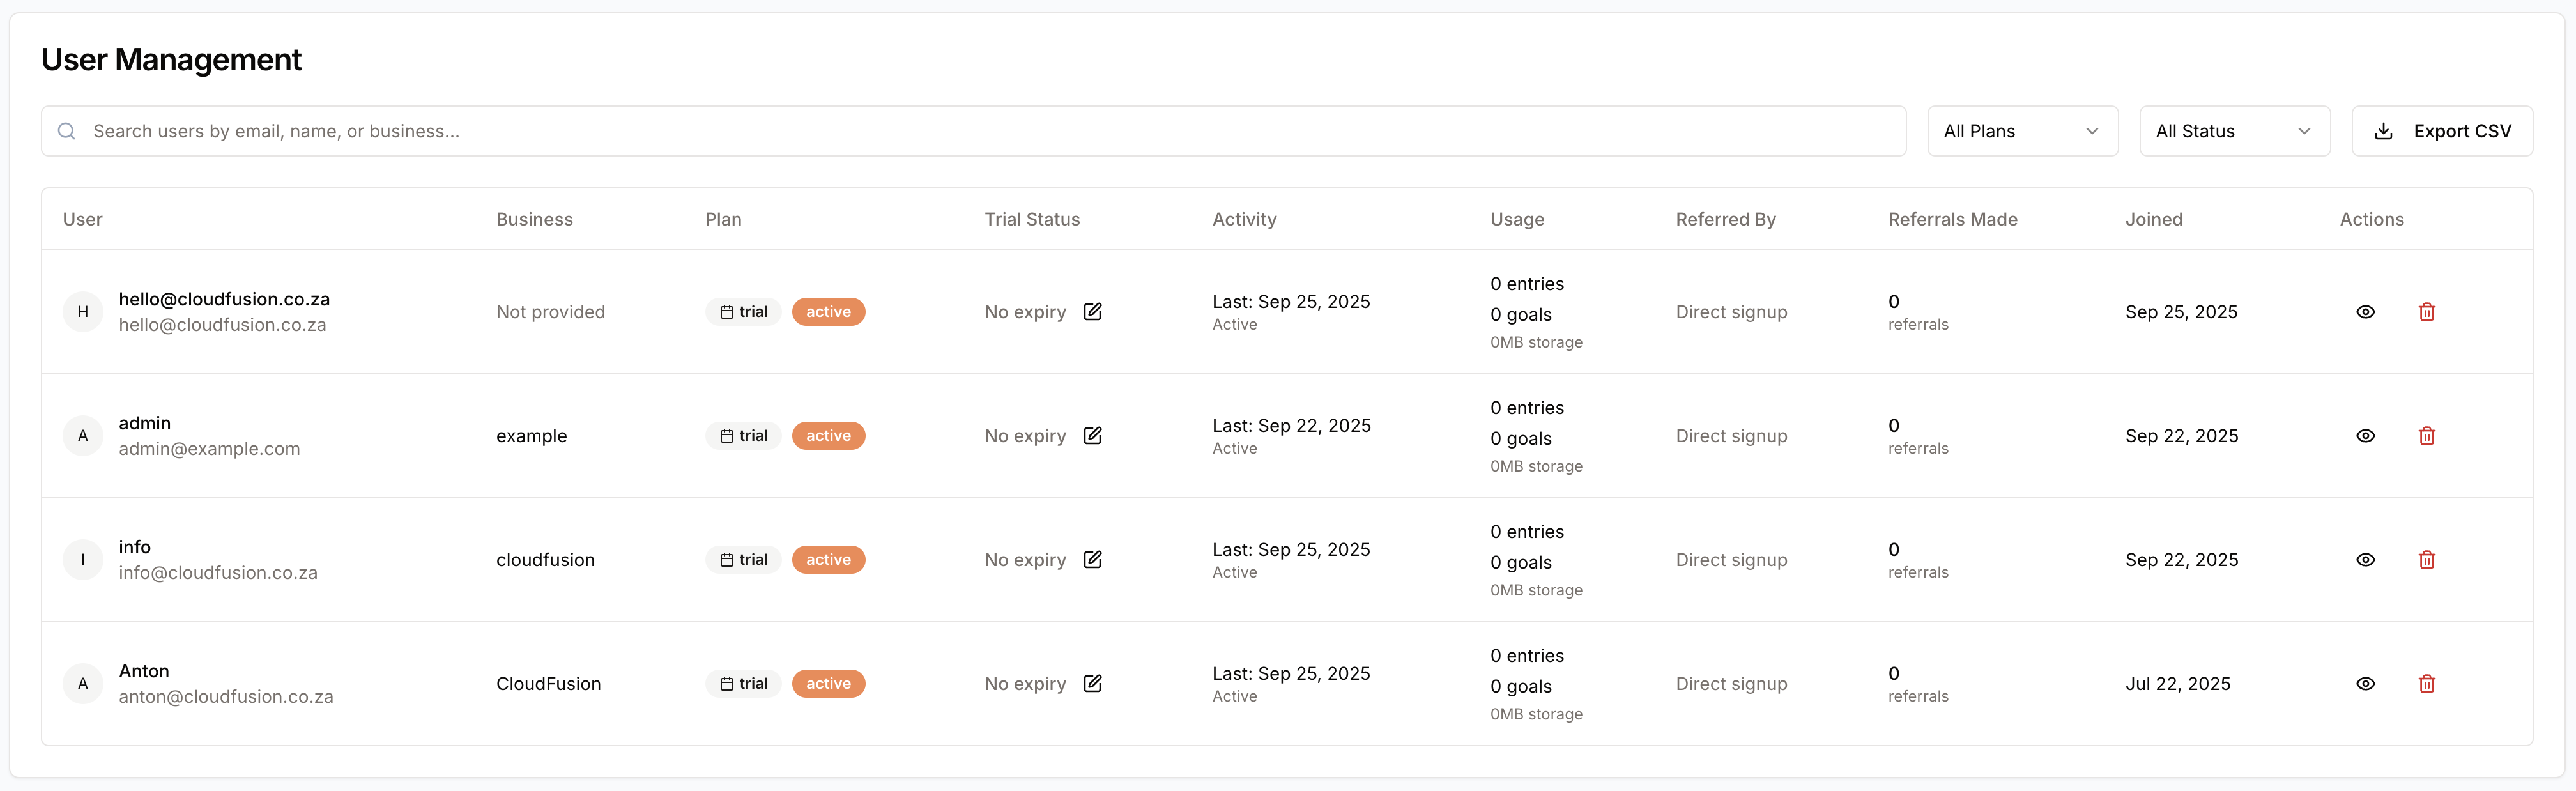 User Management
Search users by email, name, or business...
All Plans
All Status
Export CSV
User Business Plan Trial Status Activity Usage Referred By Referrals Made Joined Actions
H
hello@cloudfusion.co.za
hello@cloudfusion.co.za
Not provided
trial active
No expiry
Last: Sep 25, 2025
Active
0 entries
0 goals
0MB storage
Direct signup
0
referrals
Sep 25, 2025
A
admin
admin@example.com
example
trial active
No expiry
Last: Sep 22, 2025
Active
0 entries
0 goals
0MB storage
Direct signup
0
referrals
Sep 22, 2025
I
info
info@cloudfusion.co.za
cloudfusion
trial active
No expiry
Last: Sep 25, 2025
Active
0 entries
0 goals
0MB storage
Direct signup
0
referrals
Sep 22, 2025
A
Anton
anton@cloudfusion.co.za
CloudFusion
trial active
No expiry
Last: Sep 25, 2025
Active
0 entries
0 goals
0MB storage
Direct signup
0
referrals
Jul 22, 2025